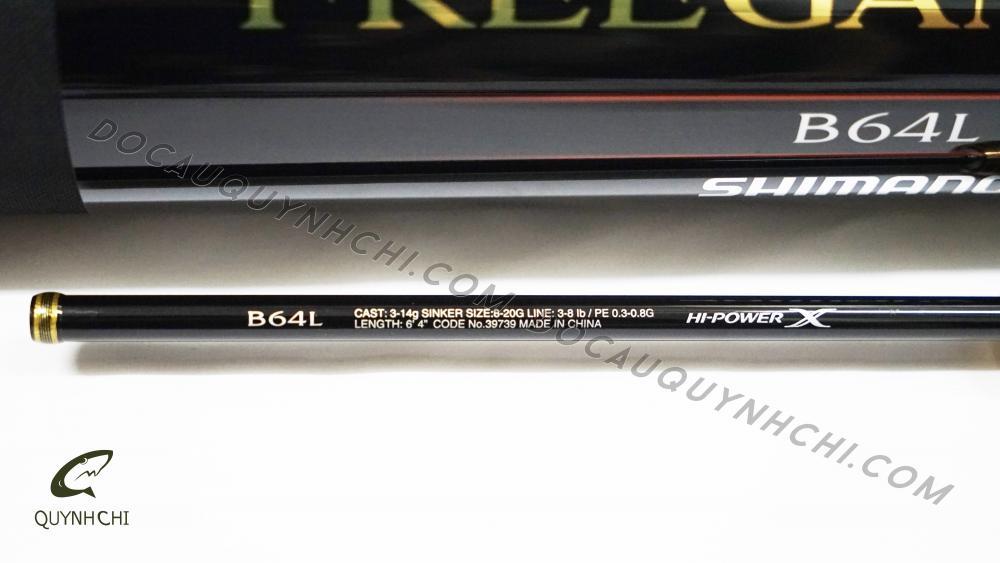 FREEGAM
B64L
SHIMANO
B64L
CAST: 3-14g SINKER SIZE:8-20G LINE: 3-8 lb / PE 0.3-0.8G
LENGTH: 6' 4" CODE No.39739 MADE IN CHINA
HI-POWER X
DOCAUQUYNHCHI.COM
DOCAUQUYNHCHI.COM
QUYNH CHI